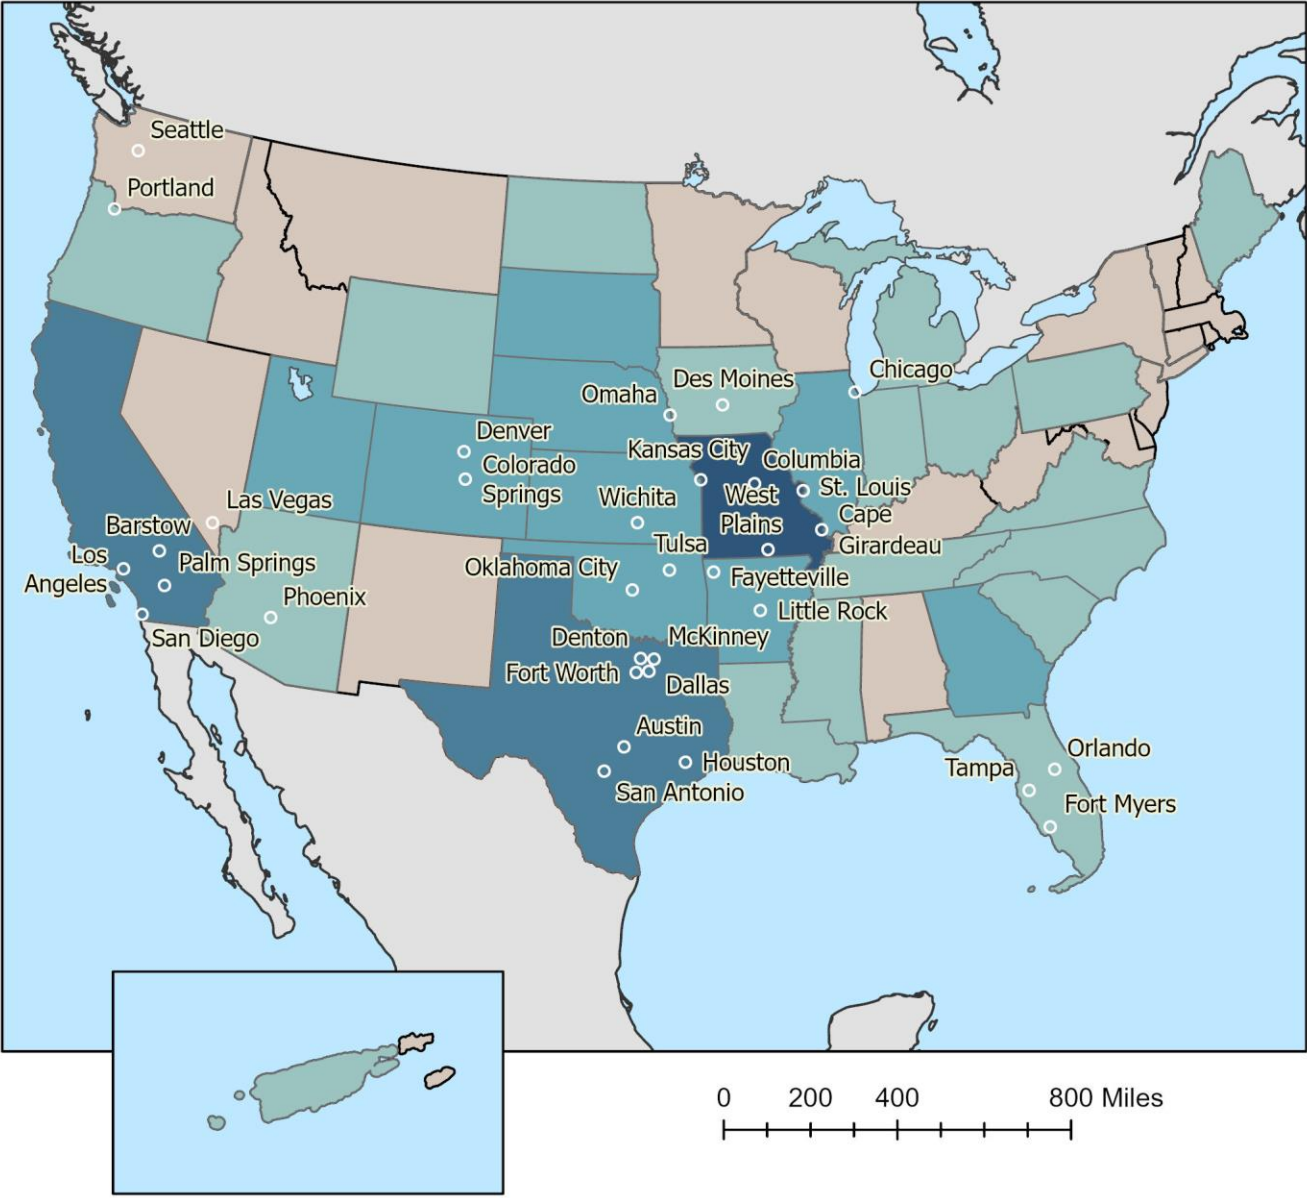 Seattle
Portland
Chicago
Des Moines
Omaha
Denver
Kansas City
Columbia
Colorado
Springs
St. Louis
Wichita
West
Plains
Las Vegas
Cape
Girardeau
Barstow
Tulsa
Los
Angeles
Palm Springs
Oklahoma City
Fayetteville
Phoenix
Little Rock
San Diego
Denton
McKinney
Fort Worth
Dallas
Austin
Orlando
Houston
Tampa
San Antonio
Fort Myers
0 200 400 800 Miles